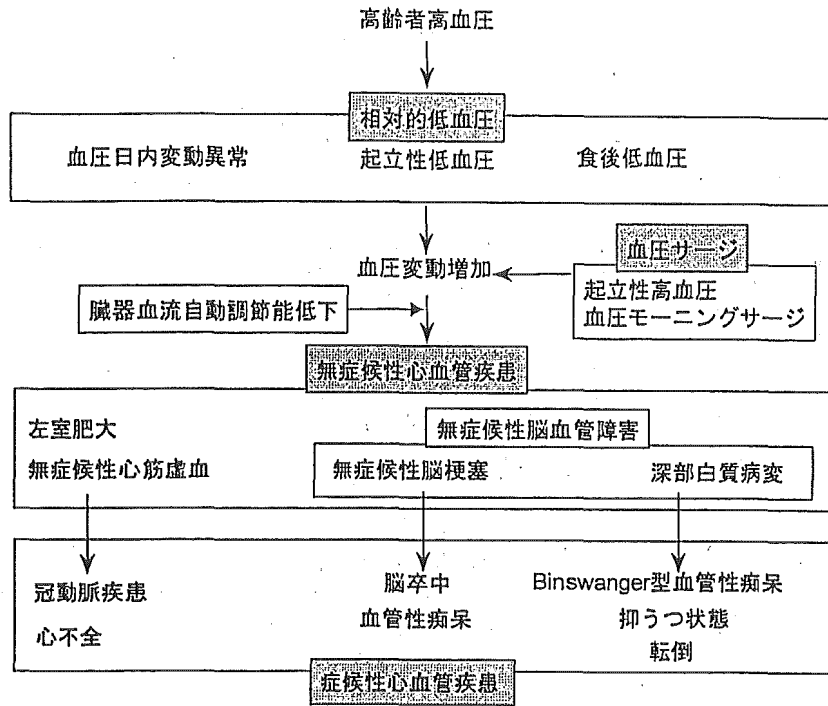 高齢者高血圧
相対的低血圧
血圧日内変動異常
起立性低血圧
食後低血圧
血圧サージ
血圧変動増加
起立性高血圧
血圧モーニングサージ
臓器血流自動調節能低下
無症候性心血管疾患
左室肥大
無症候性脳血管障害
無症候性心筋虚血
無症候性脳梗塞
深部白質病変
冠動脈疾患
心不全
脳卒中
血管性痴呆
Binswanger型血管性痴呆
抑うつ状態
転倒
症候性心血管疾患